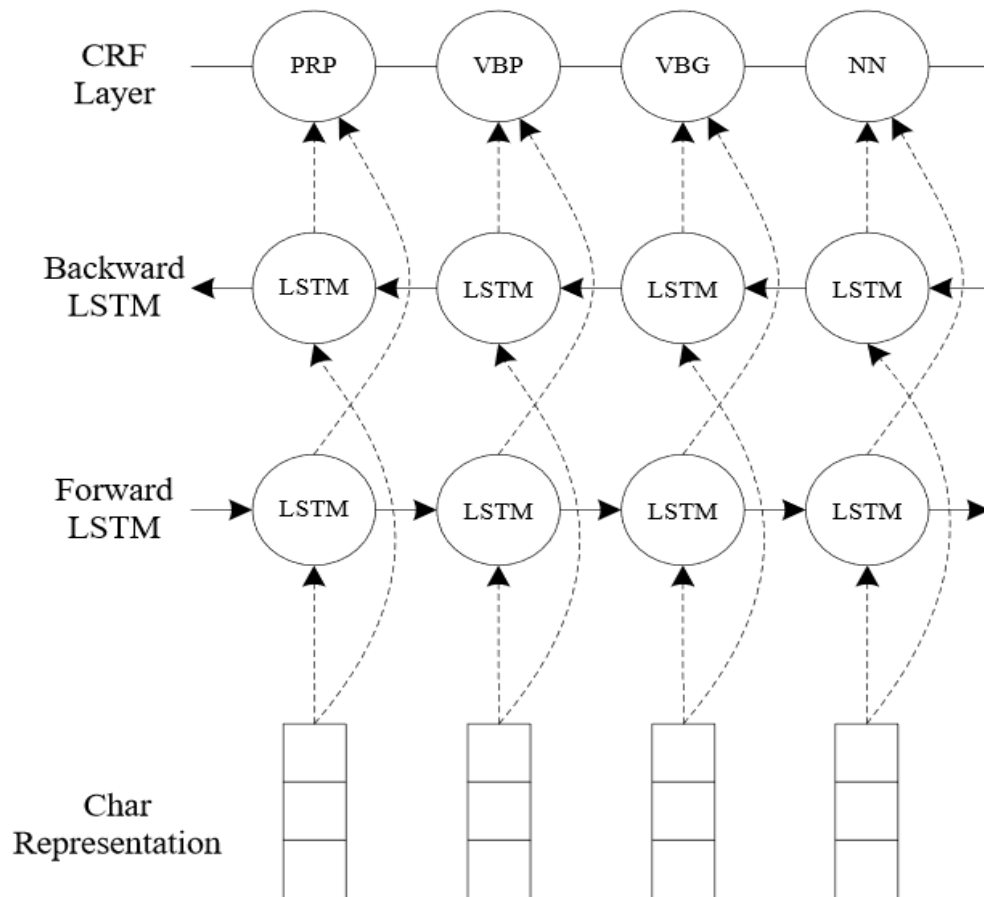 CRF
Layer
PRP VBP VBG NN
Backward
LSTM
LSTM LSTM LSTM LSTM
Forward
LSTM
LSTM LSTM LSTM LSTM
Char
Representation